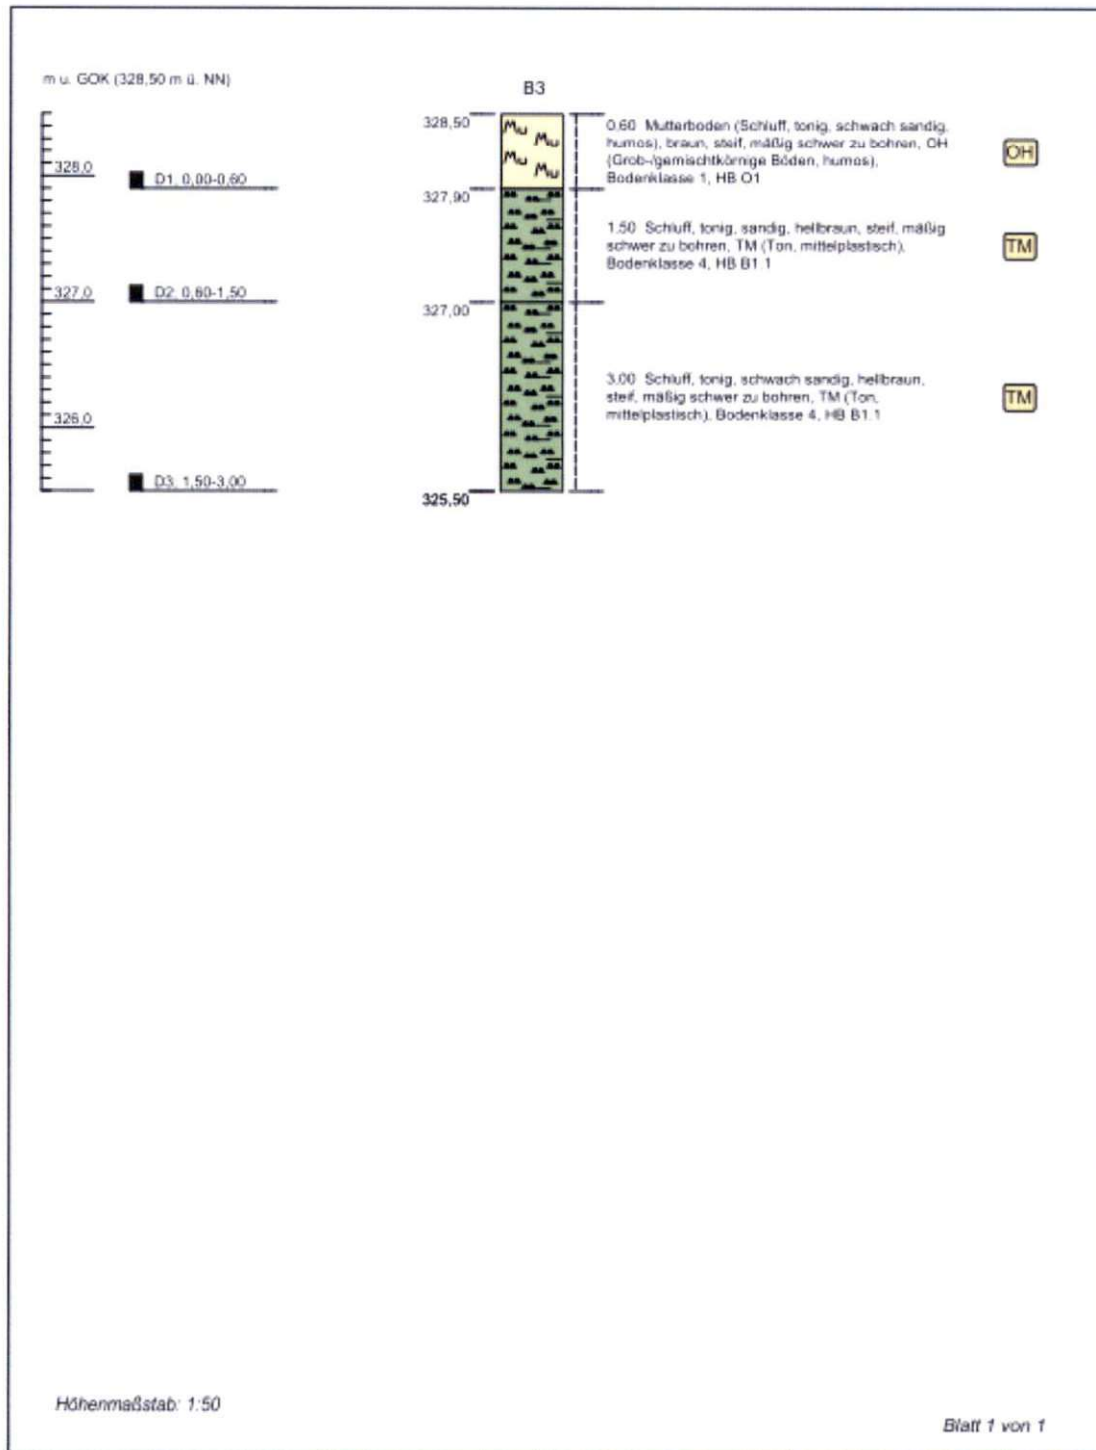 m u. GOK (328,50 m ü. NN)
B3
328,50
0,60 Mutterboden (Schluff, tonig, schwach sandig,
humos), braun, steif, mäßig schwer zu bohren, OH
(Grob-/gemischtkörnige Böden, humos),
Bodenklasse 1, HB O1
OH
328,0
D1, 0,00-0,60
327,90
1,50 Schluff, tonig, sandig, hellbraun, steif, mäßig
schwer zu bohren, TM (Ton, mittelplastisch),
Bodenklasse 4, HB B1.1
TM
327,0
D2, 0,60-1,50
327,00
3,00 Schluff, tonig, schwach sandig, hellbraun,
steif, mäßig schwer zu bohren, TM (Ton,
mittelplastisch), Bodenklasse 4, HB B1.1
TM
326,0
D3, 1,50-3,00
325,50
Mu Mu
Mu Mu
Höhenmaßstab: 1:50
Blatt 1 von 1